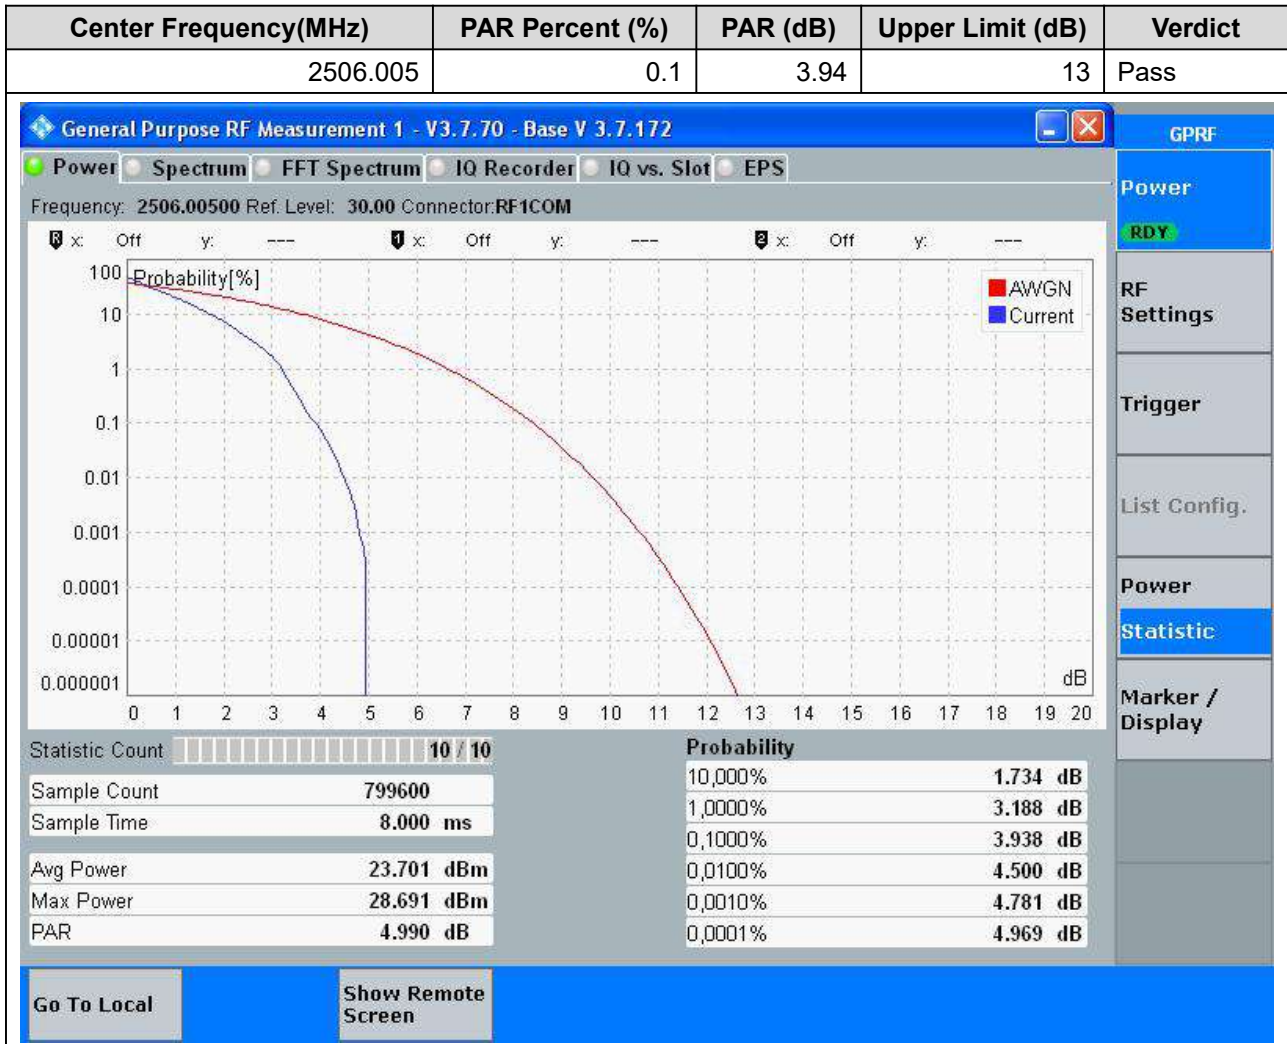 Center Frequency(MHz) PAR Percent (%) PAR (dB) Upper Limit (dB) Verdict
2506.005 0.1 3.94 13 Pass
General Purpose RF Measurement 1 - V3.7.70 - Base V 3.7.172
GPRF
Power Spectrum FFT Spectrum IQ Recorder IQ vs. Slot EPS
Power
RDY
Frequency: 2506.00500 Ref. Level: 30.00 Connector:RF1COM
R x: Off y: --- 1 x: Off y: --- 2 x: Off y: ---
Probability[%]
AWGN
Current
100
10
1
0.1
0.01
0.001
0.0001
0.00001
0.000001
dB
0 1 2 3 4 5 6 7 8 9 10 11 12 13 14 15 16 17 18 19 20
RF
Settings
Trigger
List Config.
Power
Statistic
Marker /
Display
Statistic Count 10 / 10
Sample Count 799600
Sample Time 8.000 ms
Avg Power 23.701 dBm
Max Power 28.691 dBm
PAR 4.990 dB
Probability
10,000% 1.734 dB
1,0000% 3.188 dB
0,1000% 3.938 dB
0,0100% 4.500 dB
0,0010% 4.781 dB
0,0001% 4.969 dB
Go To Local
Show Remote
Screen